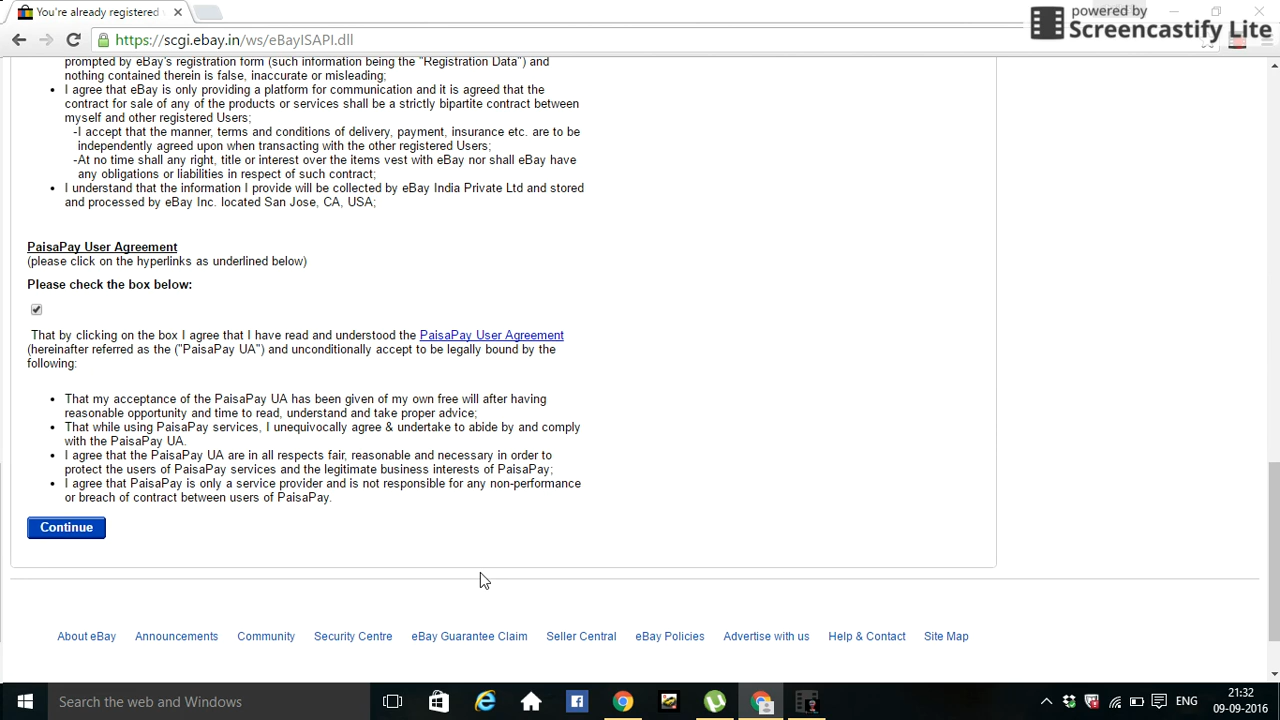 You're already registered
powered by
Screencastify Lite
https://scgi.ebay.in/ws/eBayISAPI.dll
prompted by eBay's registration form (such information being the "Registration Data") and
nothing contained therein is false, inaccurate or misleading;
I agree that eBay is only providing a platform for communication and it is agreed that the
contract for sale of any of the products or services shall be a strictly bipartite contract between
myself and other registered Users;
-I accept that the manner, terms and conditions of delivery, payment, insurance etc. are to be
independently agreed upon when transacting with the other registered Users;
-At no time shall any right, title or interest over the items vest with eBay nor shall eBay have
any obligations or liabilities in respect of such contract;
I understand that the information I provide will be collected by eBay India Private Ltd and stored
and processed by eBay Inc. located San Jose, CA, USA;
PaisaPay User Agreement
(please click on the hyperlinks as underlined below)
Please check the box below:
That by clicking on the box I agree that I have read and understood the PaisaPay User Agreement
(hereinafter referred as the ("PaisaPay UA") and unconditionally accept to be legally bound by the
following:
That my acceptance of the PaisaPay UA has been given of my own free will after having
reasonable opportunity and time to read, understand and take proper advice;
That while using PaisaPay services, I unequivocally agree & undertake to abide by and comply
with the PaisaPay UA.
I agree that the PaisaPay UA are in all respects fair, reasonable and necessary in order to
protect the users of PaisaPay services and the legitimate business interests of PaisaPay;
I agree that PaisaPay is only a service provider and is not responsible for any non-performance
or breach of contract between users of PaisaPay.
Continue
About eBay Announcements Community Security Centre eBay Guarantee Claim Seller Central eBay Policies Advertise with us Help & Contact Site Map
Search the web and Windows
ENG
21:32
09-09-2016